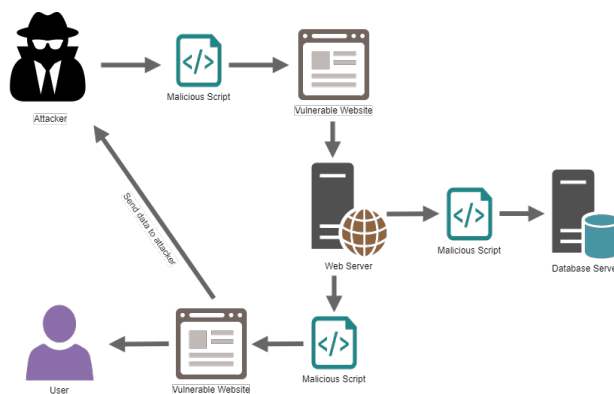 Malicious Script
Vulnerable Website
Attacker
Send data to attacker
Web Server
Malicious Script
Database Server
Malicious Script
User
Vulnerable Website